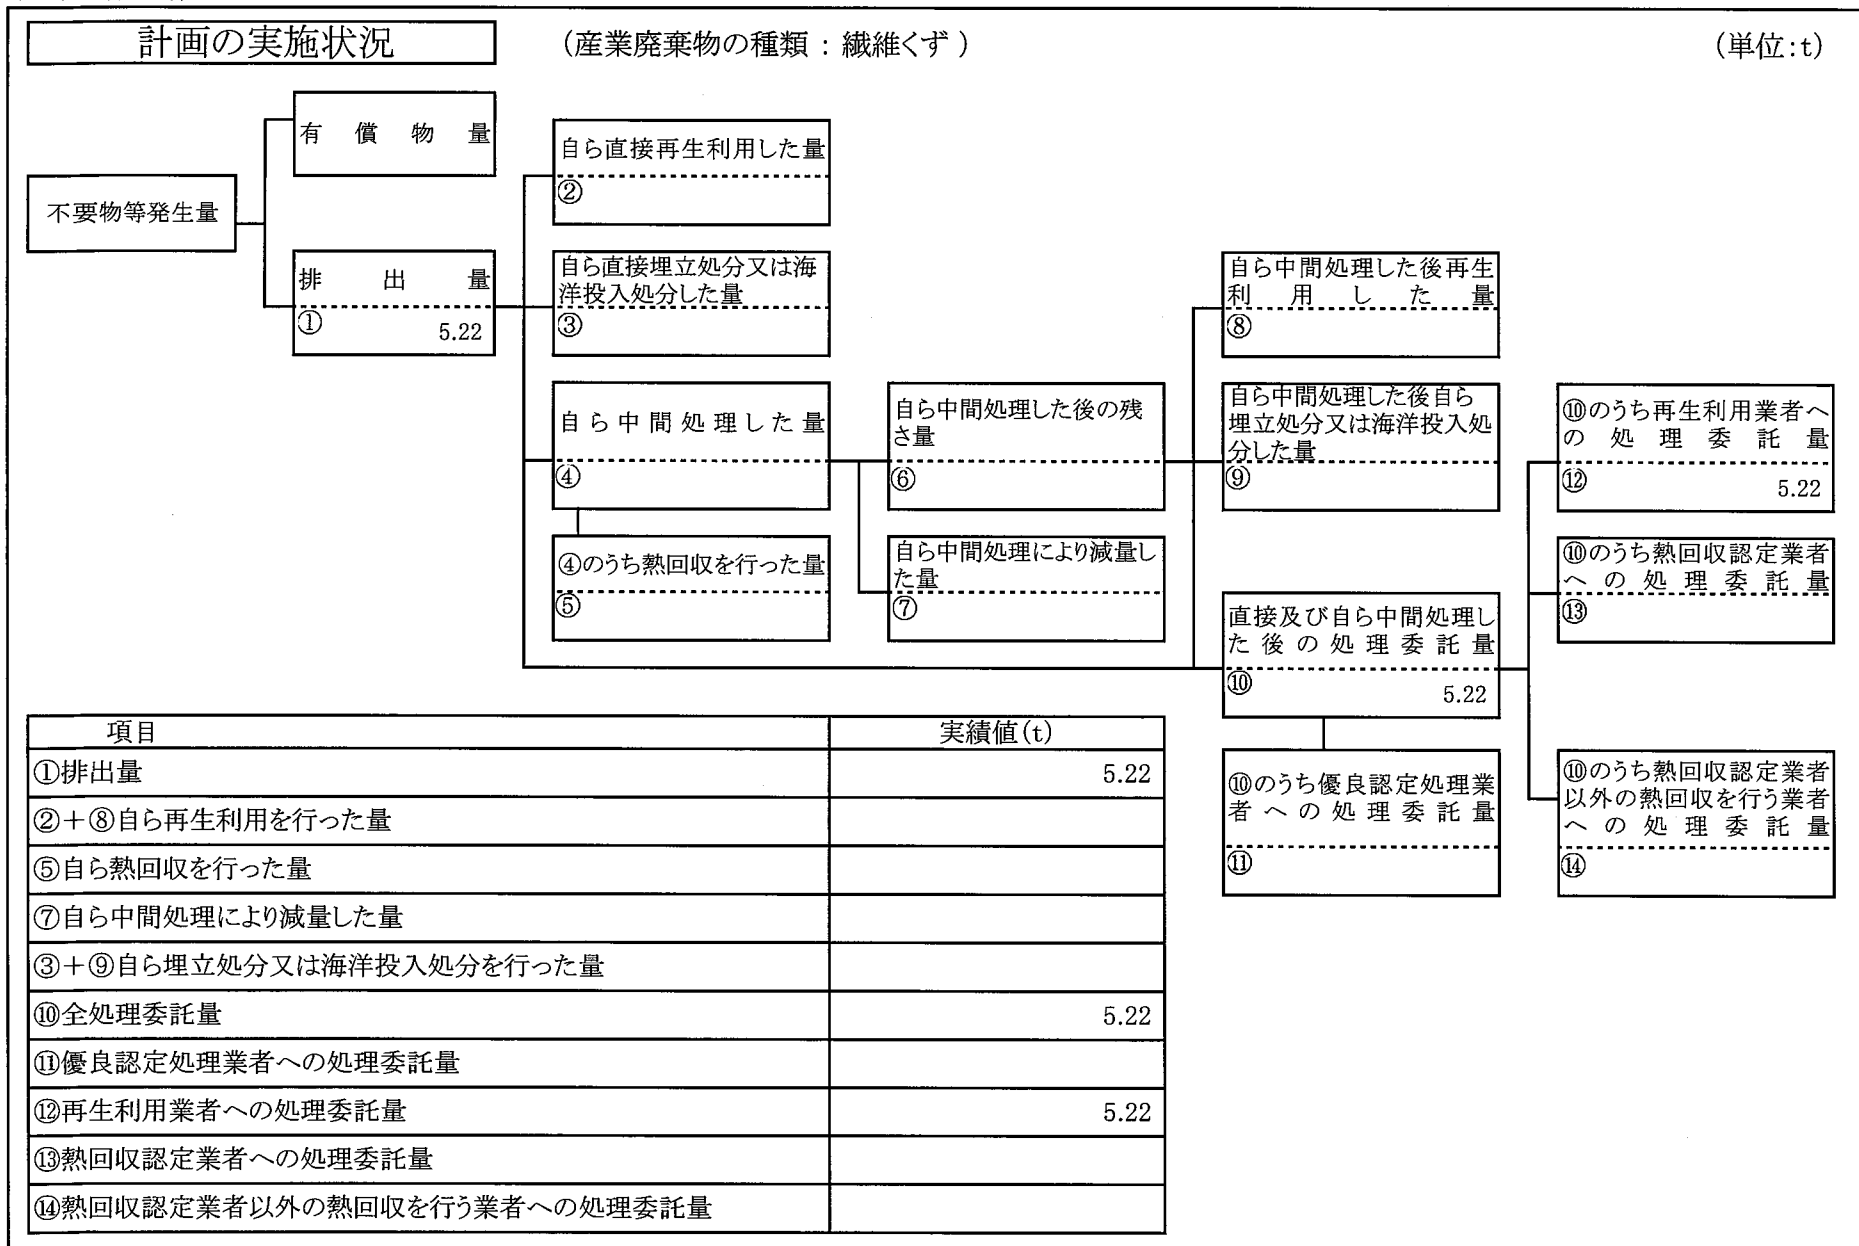 計画の実施状況
（産業廃棄物の種類：繊維くず）
（単位:t）
有償物量
不要物等発生量
排出量
① 5.22
自ら直接再生利用した量
②
自ら直接埋立処分又は海
洋投入処分した量
③
自ら中間処理した量
④
④のうち熱回収を行った量
⑤
自ら中間処理した後の残
さ量
⑥
自ら中間処理により減量し
た量
⑦
自ら中間処理した後再生
利用した量
⑧
自ら中間処理した後自ら
埋立処分又は海洋投入処
分した量
⑨
直接及び自ら中間処理し
た後の処理委託量
⑩ 5.22
⑩のうち優良認定処理業
者への処理委託量
⑪
⑩のうち再生利用業者へ
の処理委託量
⑫ 5.22
⑩のうち熱回収認定業者
への処理委託量
⑬
⑩のうち熱回収認定業者
以外の熱回収を行う業者
への処理委託量
⑭
項目 実績値(t)
①排出量 5.22
②＋⑧自ら再生利用を行った量
⑤自ら熱回収を行った量
⑦自ら中間処理により減量した量
③＋⑨自ら埋立処分又は海洋投入処分を行った量
⑩全処理委託量 5.22
⑪優良認定処理業者への処理委託量
⑫再生利用業者への処理委託量 5.22
⑬熱回収認定業者への処理委託量
⑭熱回収認定業者以外の熱回収を行う業者への処理委託量